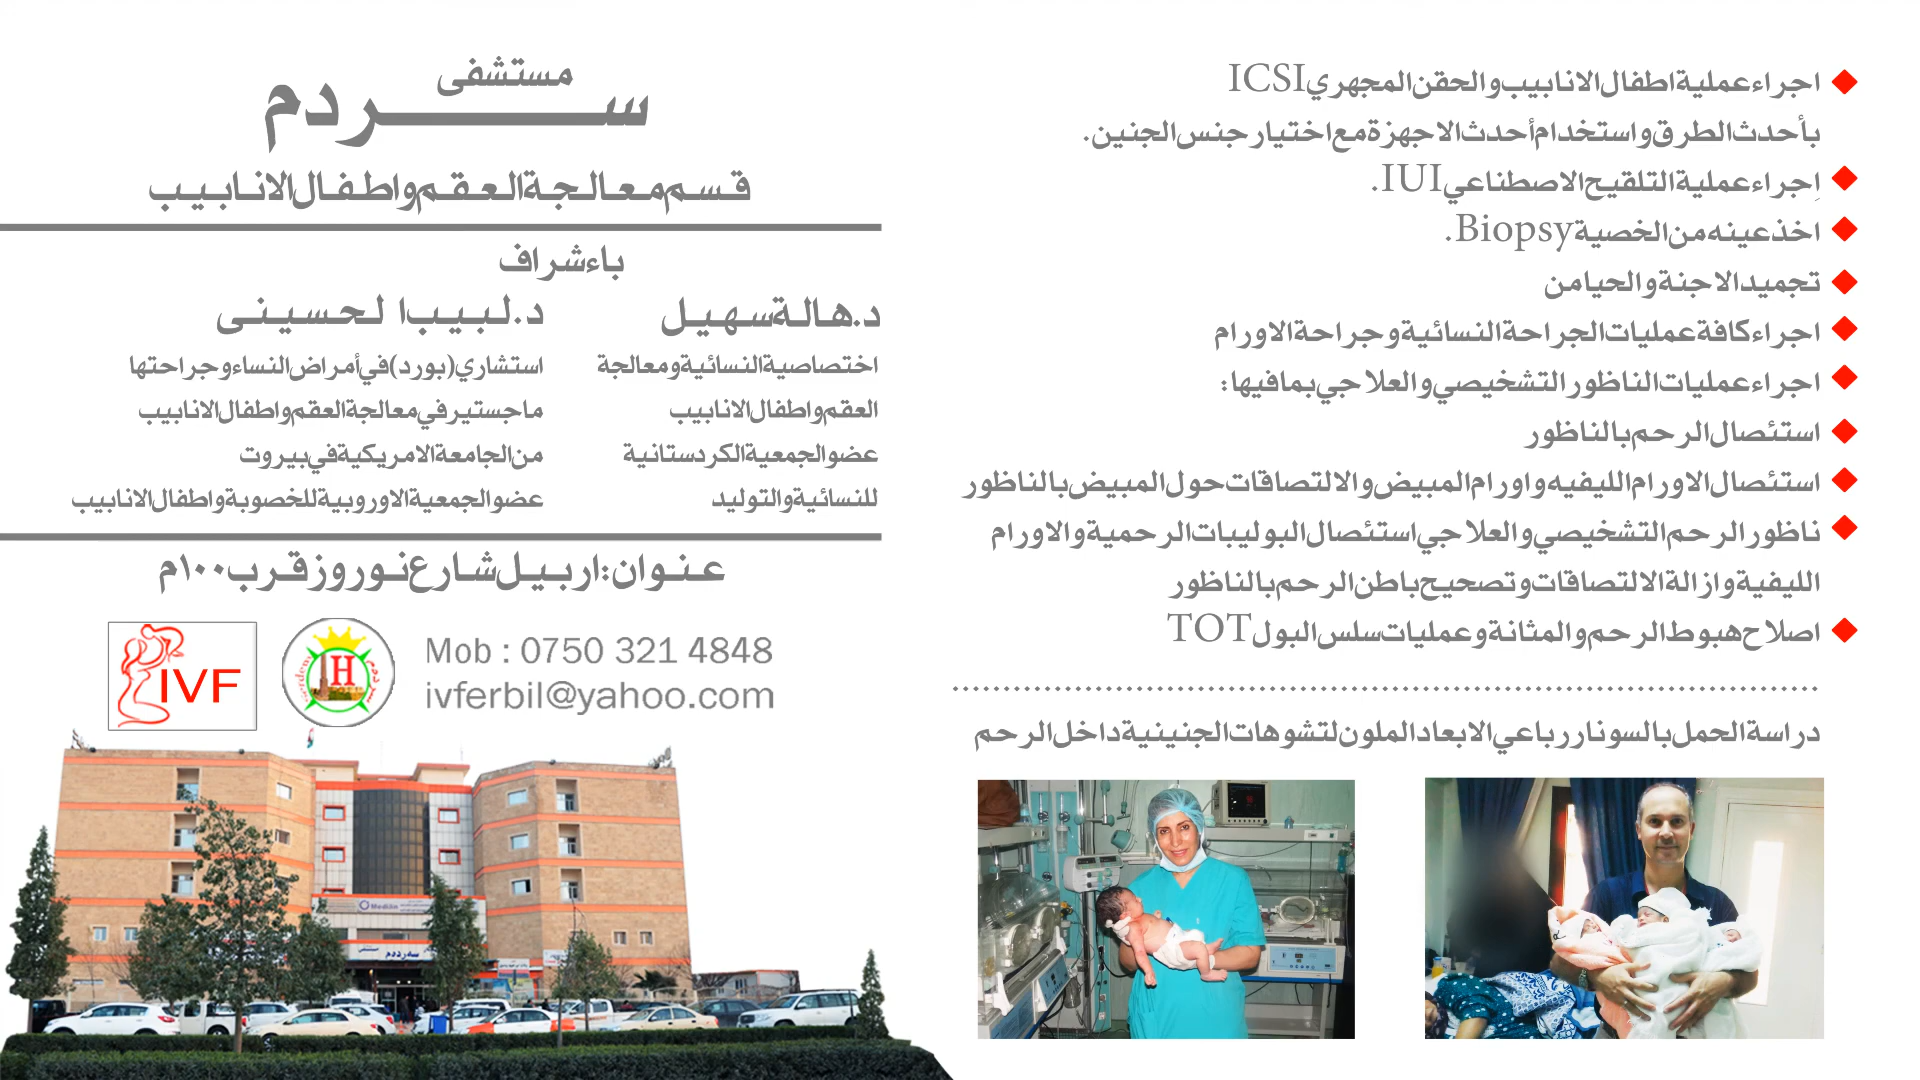 مستشفى
سردم
قسم معالجة العقم واطفال الانابيب
باءشراف
د.هالة سهيل
اختصاصية النسائية ومعالجة
العقم واطفال الانابيب
عضو الجمعية الكردستانية
للنسائية والتوليد
د.لبيب الحسينى
استشاري (بورد) في أمراض النساء وجراحتها
ماجستير في معالجة العقم واطفال الانابيب
من الجامعة الامريكية في بيروت
عضو الجمعية الاوروبية للخصوبة واطفال الانابيب
عنوان: اربيل شارع نوروز قرب ١٠٠م
IVF
H
Mob : 0750 321 4848
ivferbil@yahoo.com
اجراء عملية اطفال الانابيب والحقن المجهري ICSI
بأحدث الطرق واستخدام أحدث الاجهزة مع اختيار جنس الجنين.
اِجراء عملية التلقيح الاصطناعي IUI.
اخذ عينه من الخصية Biopsy.
تجميد الاجنة والحيامن
اجراء كافة عمليات الجراحة النسائية وجراحة الاورام
اجراء عمليات الناظور التشخيصي والعلاجي بمافيها:
استئصال الرحم بالناظور
استئصال الاورام الليفيه واورام المبيض والالتصاقات حول المبيض بالناظور
ناظور الرحم التشخيصي والعلاجي استئصال البوليبات الرحمية والاورام
الليفية وازالة الالتصاقات وتصحيح باطن الرحم بالناظور
اصلاح هبوط الرحم والمثانة وعمليات سلس البول TOT
دراسة الحمل بالسونار رباعي الابعاد الملون لتشوهات الجنينية داخل الرحم